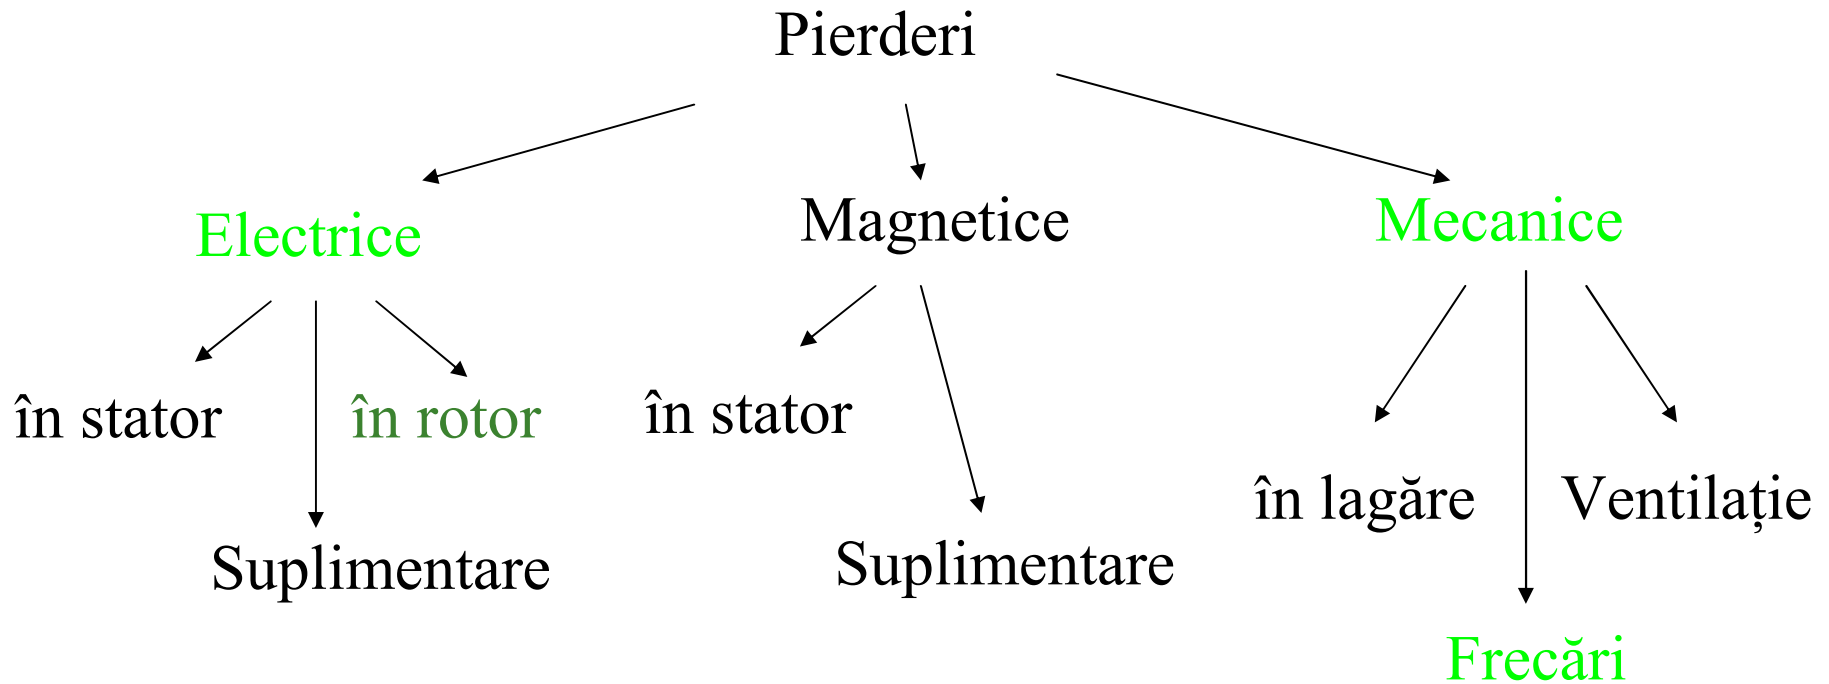 Pierderi
Electrice
Magnetice
Mecanice
în stator
în rotor
Suplimentare
în stator
Suplimentare
în lagăre
Ventilație
Frecări